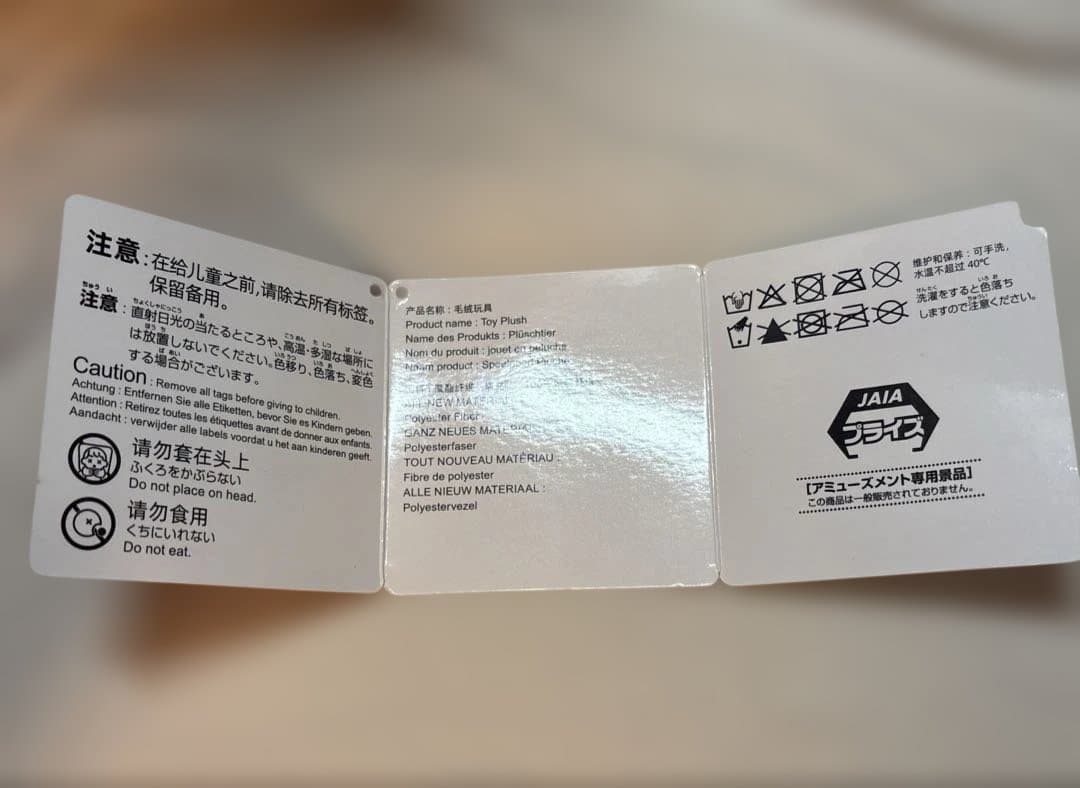 注意:在给儿童之前,请除去所有标签。
保留备用。
注意:直射日光の当たるところや、高温・多湿な場所に
は放置しないでください。色移り、色落ち、変色
する場合がございます。
Caution : Remove all tags before giving to children.
Achtung : Entfernen Sie alle Etiketten, bevor Sie es Kindern geben.
Attention : Retirez toutes les étiquettes avant de donner aux enfants.
Aandacht : verwijder alle labels voordat u het aan kinderen geeft.
请勿套在头上
ふくろをかぶらない
Do not place on head.
请勿食用
くちにいれない
Do not eat.
产品名称:毛绒玩具
Product name : Toy Plush
Name des Produkts : Plüschtier
Nom du produit : jouet en peluche
Naam product :
ALL NEW MATERIAL
Polyester Fiber
GANZ NEUES MATERIAL
Polyesterfaser
TOUT NOUVEAU MATÉRIAU :
Fibre de polyester
ALLE NIEUW MATERIAAL :
Polyestervezel
维护和保养:可手洗,
水温不超过 40℃
洗濯をすると色落ち
しますので注意ください。
JAIA
プライズ
[アミューズメント専用景品]
この商品は一般販売されておりません。